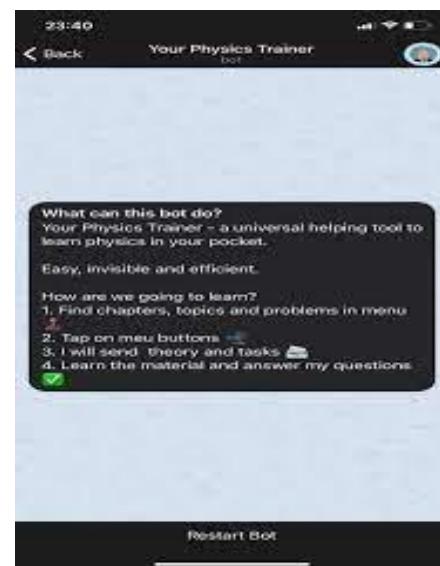 23:40
Back
Your Physics Trainer
bot
What can this bot do?
Your Physics Trainer - a universal helping tool to
learn physics in your pocket.
Easy, invisible and efficient.
How are we going to learn?
1. Find chapters, topics and problems in menu
2. Tap on meu buttons
3. I will send theory and tasks
4. Learn the material and answer my questions
Restart Bot